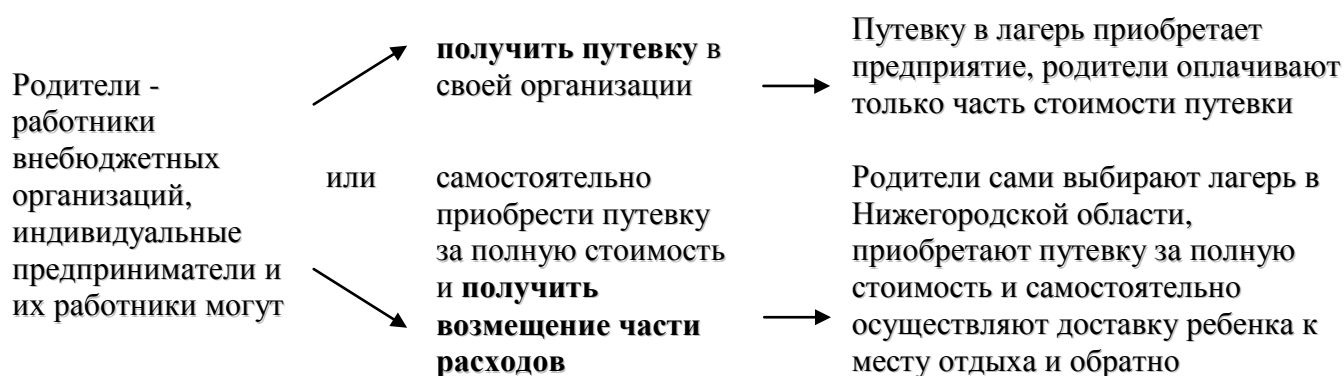 Родители -
работники
внебюджетных
организаций,
индивидуальные
предприниматели и
их работники могут
или
получить путевку в
своей организации
Путевку в лагерь приобретает
предприятие, родители оплачивают
только часть стоимости путевки
самостоятельно
приобрести путевку
за полную стоимость
и получить
возмещение части
расходов
Родители сами выбирают лагерь в
Нижегородской области,
приобретают путевку за полную
стоимость и самостоятельно
осуществляют доставку ребенка к
месту отдыха и обратно